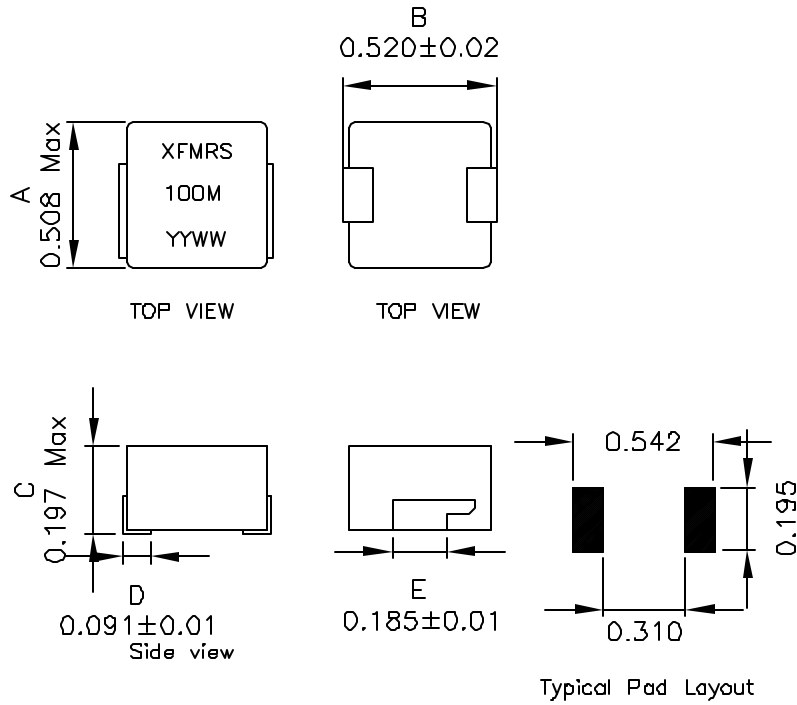 B
0.520±0.02
A
0.508 Max
XFMRS
100M
YYWW
TOP VIEW
TOP VIEW
C
0.197 Max
D
0.091±0.01
Side view
E
0.185±0.01
0.542
0.195
0.310
Typical Pad Layout